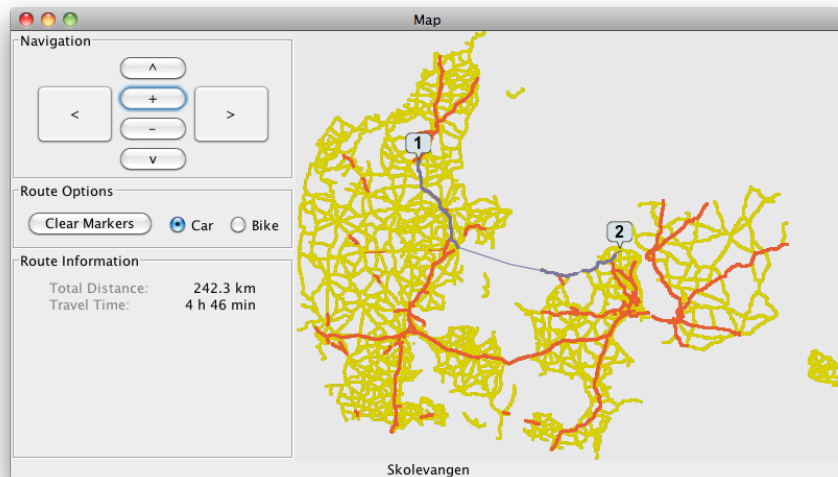 Map
Navigation
^
< + >
−
v
Route Options
Clear Markers Car Bike
Route Information
Total Distance: 242.3 km
Travel Time: 4 h 46 min
1
2
Skolevangen